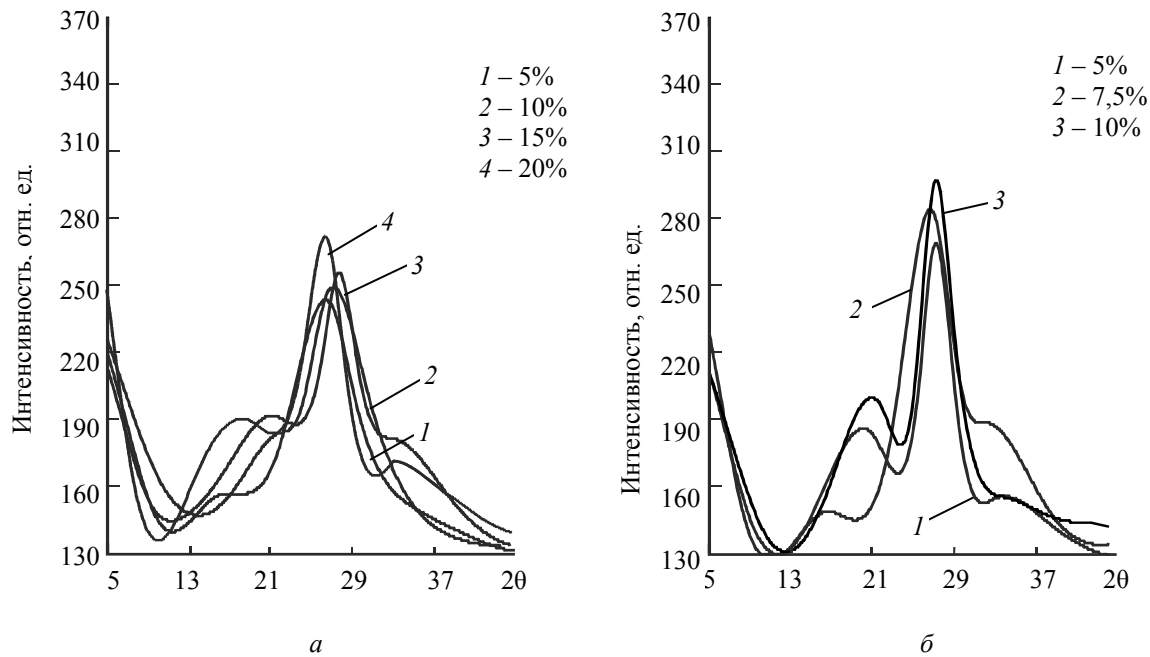 370
340
310
280
250
220
190
160
130
Интенсивность, отн. ед.
1 – 5%
2 – 10%
3 – 15%
4 – 20%
4
3
2
1
5 13 21 29 37 2θ
а
370
340
310
280
250
220
190
160
130
Интенсивность, отн. ед.
1 – 5%
2 – 7,5%
3 – 10%
3
2
1
5 13 21 29 37 2θ
б